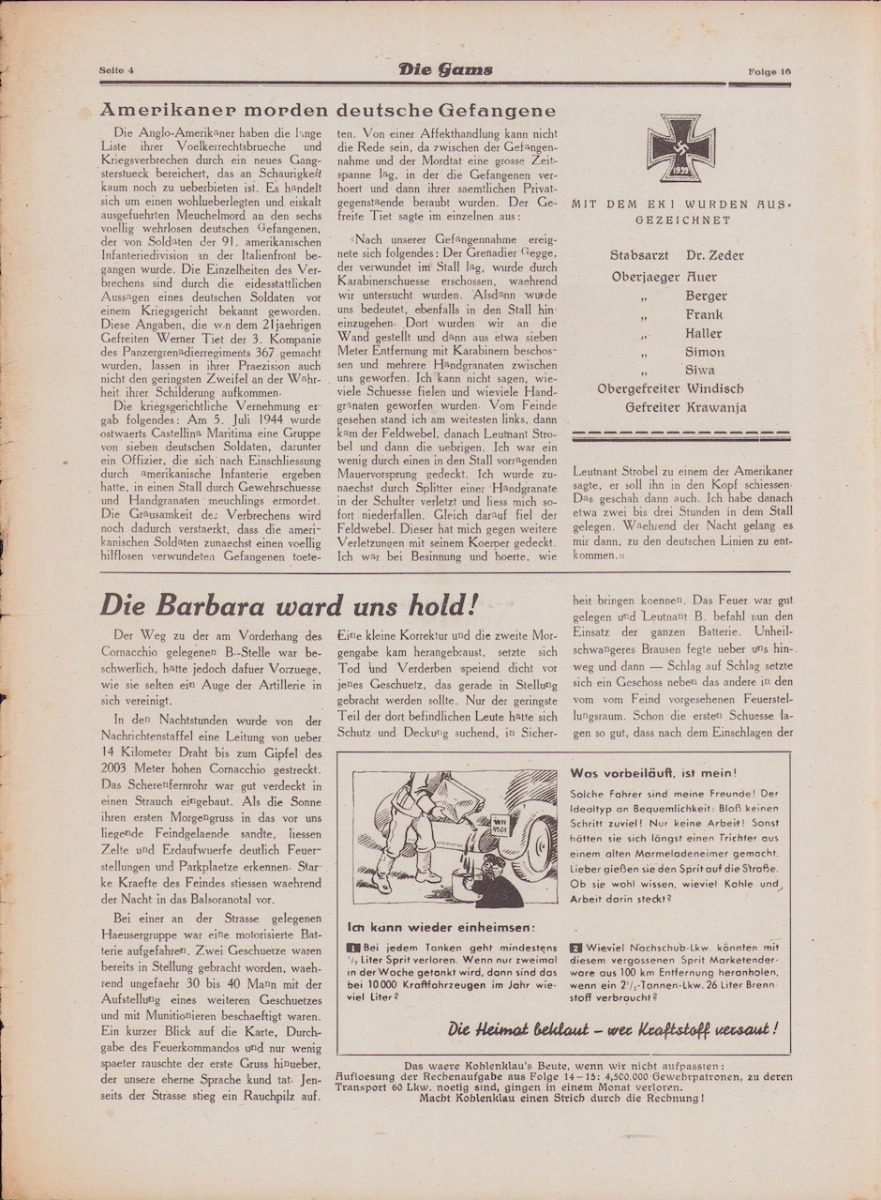 Seite 4
Die Gams
Folge 16
Amerikaner morden deutsche Gefangene
Die Anglo-Amerikaner haben die lange
Liste ihrer Voelkerrechtsbrueche und
Kriegsverbrechen durch ein neues Gang-
sterstueck bereichert, das an Schaurigkeit
kaum noch zu ueberbieten ist. Es handelt
sich um einen wohlueberlegten und eiskalt
ausgefuehrten Meuchelmord an den sechs
voellig wehrlosen deutschen Gefangenen,
der von Soldaten der 91. amerikanischen
Infanteriedivision an der Italienfront be-
gangen wurde. Die Einzelheiten des Ver-
brechens sind durch die eidesstattlichen
Aussagen eines deutschen Soldaten vor
einem Kriegsgericht bekannt geworden.
Diese Angaben, die von dem 21jaehrigen
Gefreiten Werner Tiet der 3. Kompanie
des Panzergrenadierregiments 367 gemacht
wurden, lassen in ihrer Praezision auch
nicht den geringsten Zweifel an der Wahr-
heit ihrer Schilderung aufkommen.
Die kriegsgerichtliche Vernehmung er-
gab folgendes: Am 5. Juli 1944 wurde
ostwaerts Castellina Maritima eine Gruppe
von sieben deutschen Soldaten, darunter
ein Offizier, die sich nach Einschliessung
durch amerikanische Infanterie ergeben
hatte, in einen Stall durch Gewehrschuesse
und Handgranaten meuchlings ermordet.
Die Grausamkeit des Verbrechens wird
noch dadurch verstaerkt, dass die ameri-
kanischen Soldaten zunaechst einen voellig
hilflosen verwundeten Gefangenen toete-
ten. Von einer Affekthandlung kann nicht
die Rede sein, da zwischen der Gefangen-
nahme und der Mordtat eine grosse Zeit-
spanne lag, in der die Gefangenen ver-
hoert und dann ihrer saemtlichen Privat-
gegenstaende beraubt wurden. Der Ge-
freite Tiet sagte im einzelnen aus:
«Nach unserer Gefangennahme ereig-
nete sich folgendes: Der Grenadier Gegge,
der verwundet im Stall lag, wurde durch
Karabinerschuesse erschossen, waehrend
wir untersucht wurden. Alsdann wurde
uns bedeutet, ebenfalls in den Stall hin-
einzugehen. Dort wurden wir an die
Wand gestellt und dann aus etwa sieben
Meter Entfernung mit Karabinern beschos-
sen und mehrere Handgranaten zwischen
uns geworfen. Ich kann nicht sagen, wie-
viele Schuesse fielen und wieviele Hand-
granaten geworfen wurden. Vom Feinde
gesehen stand ich am weitesten links, dann
kam der Feldwebel, danach Leutnant Stro-
bel und dann die uebrigen. Ich war ein
wenig durch einen in den Stall vorragenden
Mauervorsprung gedeckt. Ich wurde zu-
naechst durch Splitter einer Handgranate
in der Schulter verletzt und liess mich so-
fort niederfallen. Gleich darauf fiel der
Feldwebel. Dieser hat mich gegen weitere
Verletzungen mit seinem Koerper gedeckt.
Ich war bei Besinnung und hoerte, wie
1939
MIT DEM EKI WURDEN AUS-
GEZEICHNET
Stabsarzt Dr. Zeder
Oberjaeger Auer
„ Berger
„ Frank
„ Haller
„ Simon
„ Siwa
Obergefreiter Windisch
Gefreiter Krawanja
Leutnant Strobel zu einem der Amerikaner
sagte, er soll ihn in den Kopf schiessen.
Das geschah dann auch. Ich habe danach
etwa zwei bis drei Stunden in dem Stall
gelegen. Waehrend der Nacht gelang es
mir dann, zu den deutschen Linien zu ent-
kommen.»
Die Barbara ward uns hold!
Der Weg zu der am Vorderhang des
Cornacchio gelegenen B.-Stelle war be-
schwerlich, hatte jedoch dafuer Vorzuege,
wie sie selten ein Auge der Artillerie in
sich vereinigt.
In den Nachtstunden wurde von der
Nachrichtenstaffel eine Leitung von ueber
14 Kilometer Draht bis zum Gipfel des
2003 Meter hohen Cornacchio gestreckt.
Das Scherenfernrohr war gut verdeckt in
einen Strauch eingebaut. Als die Sonne
ihren ersten Morgengruss in das vor uns
liegende Feindgelaende sandte, liessen
Zelte und Erdaufwuerfe deutlich Feuer-
stellungen und Parkplaetze erkennen. Star-
ke Kraefte des Feindes stiessen waehrend
der Nacht in das Balsoranotal vor.
Bei einer an der Strasse gelegenen
Haeusergruppe war eine motorisierte Bat-
terie aufgefahren. Zwei Geschuetze waren
bereits in Stellung gebracht worden, waeh-
rend ungefaehr 30 bis 40 Mann mit der
Aufstellung eines weiteren Geschuetzes
und mit Munitionieren beschaeftigt waren.
Ein kurzer Blick auf die Karte, Durch-
gabe des Feuerkommandos und nur wenig
spaeter rauschte der erste Gruss hinueber,
der unsere eherne Sprache kund tat. Jen-
seits der Strasse stieg ein Rauchpilz auf.
Eine kleine Korrektur und die zweite Mor-
gengabe kam herangebraust, setzte sich
Tod und Verderben speiend dicht vor
jenes Geschuetz, das gerade in Stellung
gebracht werden sollte. Nur der geringste
Teil der dort befindlichen Leute hatte sich
Schutz und Deckung suchend, in Sicher-
heit bringen koennen. Das Feuer war gut
gelegen und Leutnant B. befahl nun den
Einsatz der ganzen Batterie. Unheil-
schwangeres Brausen fegte ueber uns hin-
weg und dann — Schlag auf Schlag setzte
sich ein Geschoss neben das andere in den
vom vom Feind vorgesehenen Feuerstel-
lungsraum. Schon die ersten Schuesse la-
gen so gut, dass nach dem Einschlagen der
WH
Was vorbeiläuft, ist mein!
Solche Fahrer sind meine Freunde! Der
Idealtyp an Bequemlichkeit: Bloß keinen
Schritt zuviel! Nur keine Arbeit! Sonst
hätten sie sich längst einen Trichter aus
einem alten Marmeladeneimer gemacht.
Lieber gießen sie den Sprit auf die Straße.
Ob sie wohl wissen, wieviel Kohle und
Arbeit darin steckt?
Ich kann wieder einheimsen:
1 Bei jedem Tanken geht mindestens
1/2 Liter Sprit verloren. Wenn nur zweimal
in der Woche getankt wird, dann sind das
bei 10000 Kraftfahrzeugen im Jahr wie-
viel Liter?
2 Wieviel Nachschub-Lkw. könnten mit
diesem vergossenen Sprit Marketender-
ware aus 100 km Entfernung heranholen,
wenn ein 2½-Tonnen-Lkw. 26 Liter Brenn
stoff verbraucht?
Die Heimat beklaut – wer Kraftstoff versaut!
Das waere Kohlenklau's Beute, wenn wir nicht aufpassten:
Aufloesung der Rechenaufgabe aus Folge 14–15: 4,500.000 Gewehrpatronen, zu deren
Transport 60 Lkw. noetig sind, gingen in einem Monat verloren.
Macht Kohlenklau einen Strich durch die Rechnung!